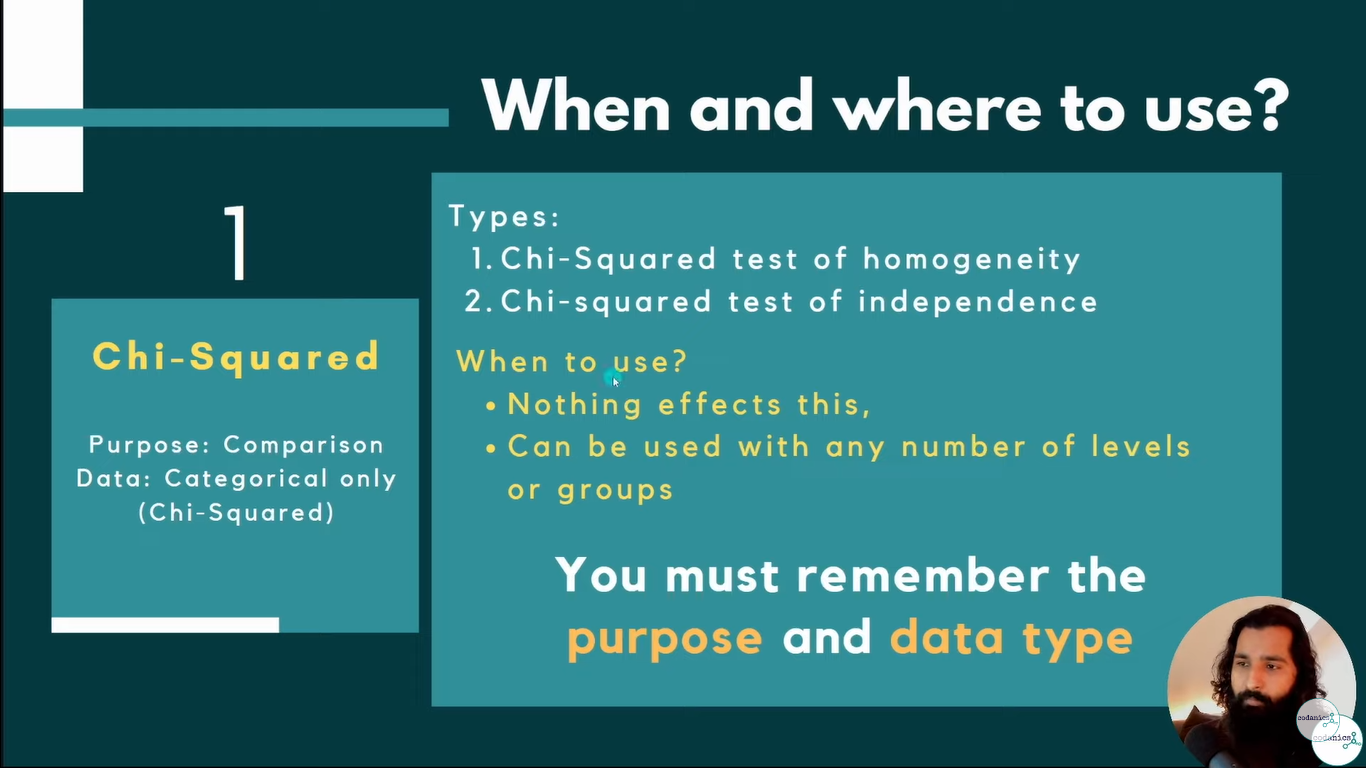 When and where to use?
1
Chi-Squared
Purpose: Comparison
Data: Categorical only
(Chi-Squared)
Types:
1. Chi-Squared test of homogeneity
2. Chi-squared test of independence
When to use?
• Nothing effects this,
• Can be used with any number of levels
or groups
You must remember the
purpose and data type
codanics
codanics